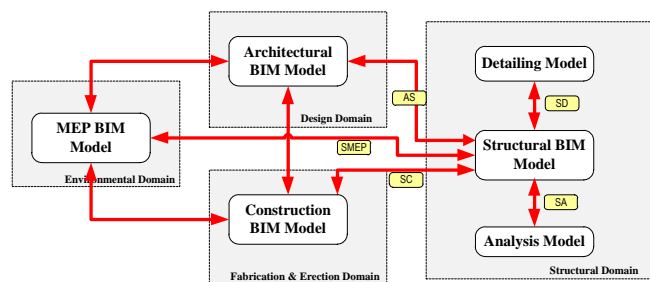 Architectural
BIM Model
Design Domain
MEP BIM
Model
Environmental Domain
Construction
BIM Model
Fabrication & Erection Domain
AS
SMEP
SC
Detailing Model
SD
Structural BIM
Model
SA
Analysis Model
Structural Domain